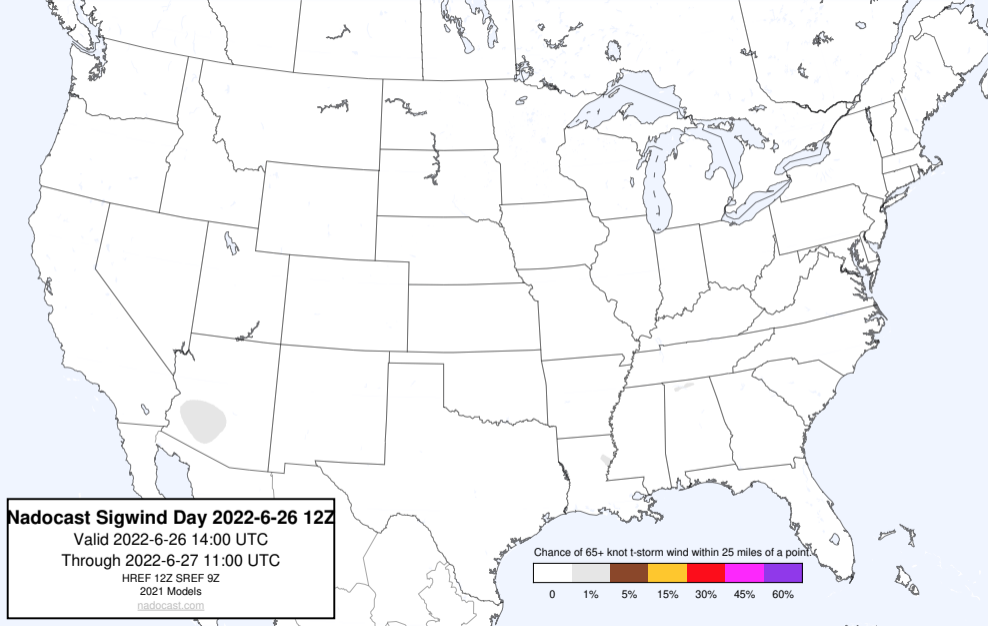 Nadocast Sigwind Day 2022-6-26 12Z
Valid 2022-6-26 14:00 UTC
Through 2022-6-27 11:00 UTC
HREF 12Z SREF 9Z
2021 Models
nadocast.com
Chance of 65+ knot t-storm wind within 25 miles of a point.
0 1% 5% 15% 30% 45% 60%